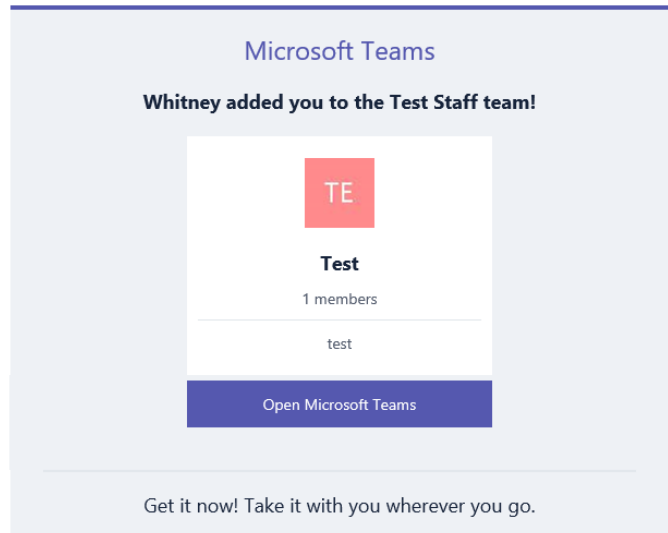 Microsoft Teams
Whitney added you to the Test Staff team!
TE
Test
1 members
test
Open Microsoft Teams
Get it now! Take it with you wherever you go.